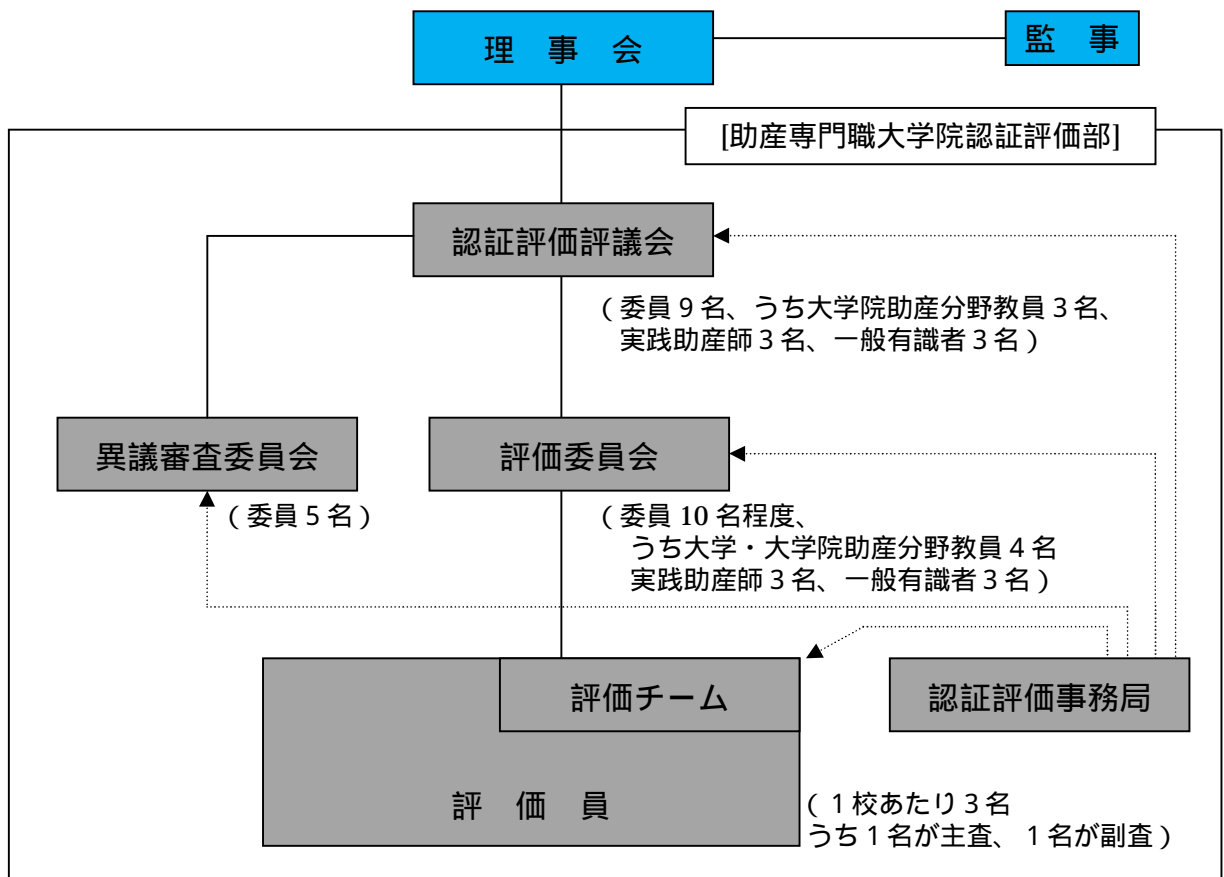 理 事 会
監 事
[助産専門職大学院認証評価部]
認証評価評議会
（委員９名、うち大学院助産分野教員３名、
実践助産師３名、一般有識者３名）
異議審査委員会
（委員５名）
評価委員会
（委員 10 名程度、
うち大学・大学院助産分野教員４名
実践助産師３名、一般有識者３名）
評価チーム
認証評価事務局
評 価 員
（１校あたり３名
うち１名が主査、１名が副査）